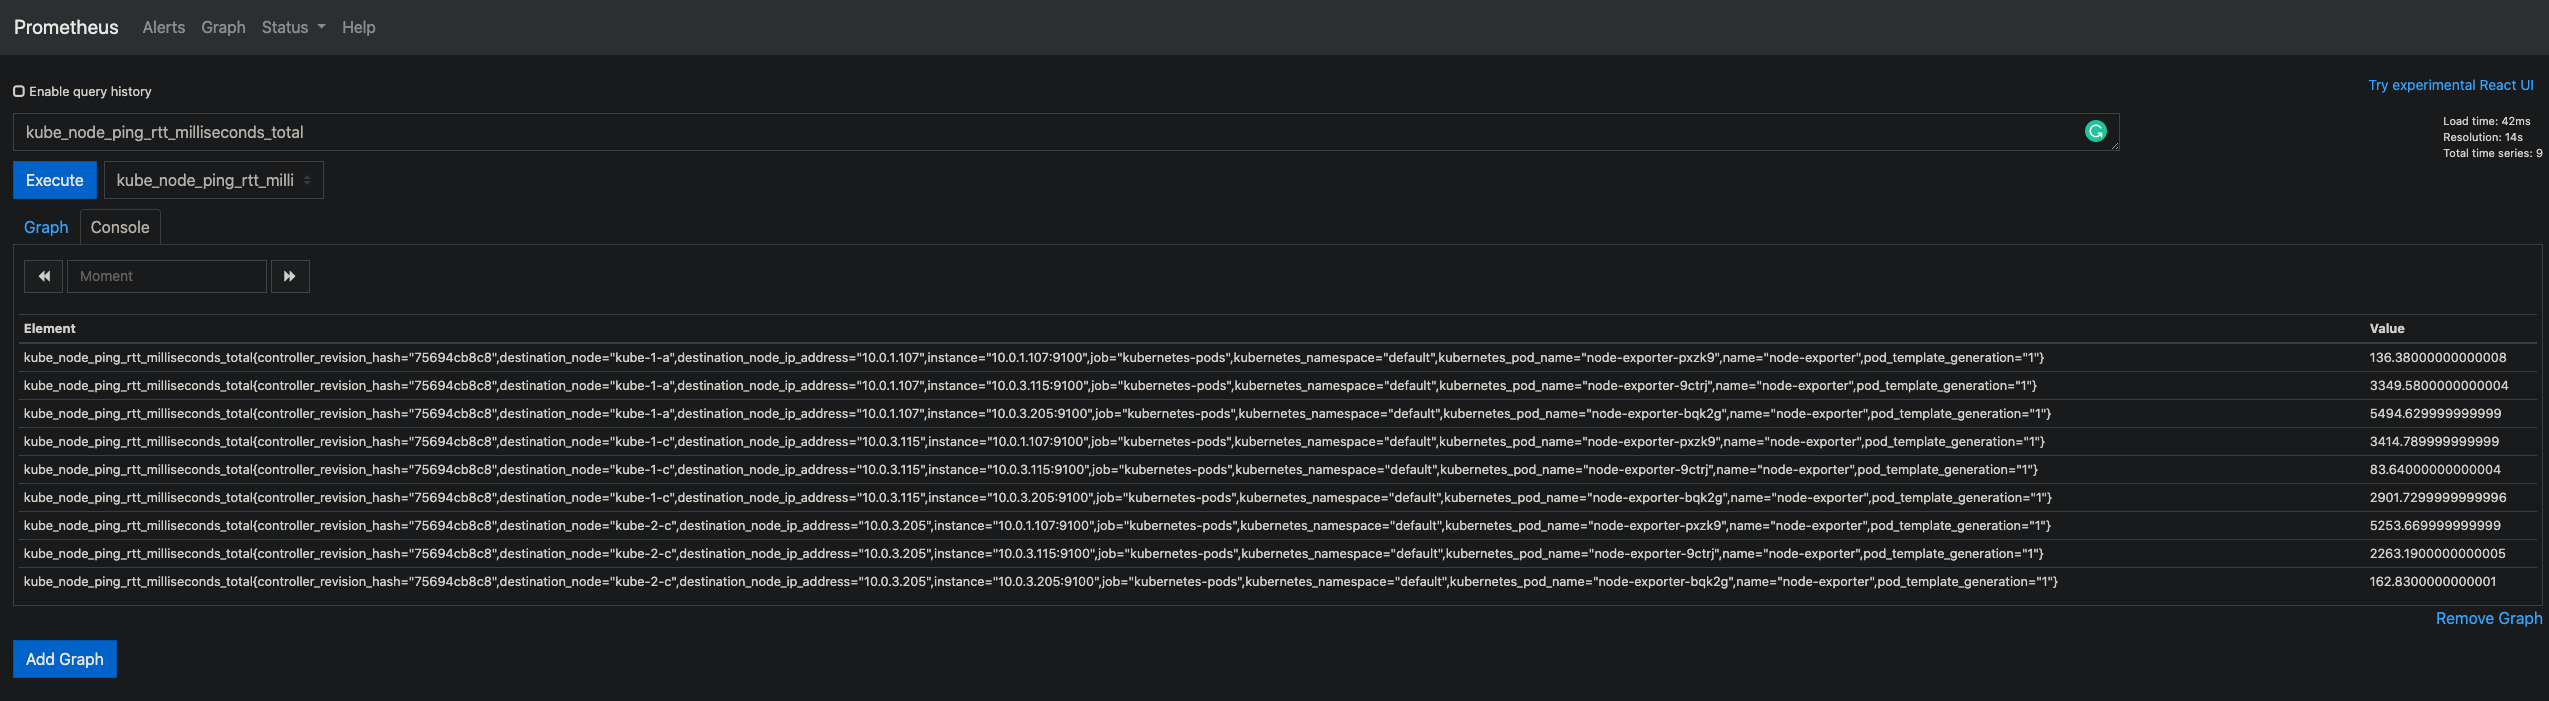 Prometheus Alerts Graph Status Help
Enable query history
Try experimental React UI
kube_node_ping_rtt_milliseconds_total
Load time: 42ms
Resolution: 14s
Total time series: 9
Execute kube_node_ping_rtt_milli
Graph Console
Moment
Element Value
kube_node_ping_rtt_milliseconds_total{controller_revision_hash="75694cb8c8",destination_node="kube-1-a",destination_node_ip_address="10.0.1.107",instance="10.0.1.107:9100",job="kubernetes-pods",kubernetes_namespace="default",kubernetes_pod_name="node-exporter-pxzk9",name="node-exporter",pod_template_generation="1"} 136.38000000000008
kube_node_ping_rtt_milliseconds_total{controller_revision_hash="75694cb8c8",destination_node="kube-1-a",destination_node_ip_address="10.0.1.107",instance="10.0.3.115:9100",job="kubernetes-pods",kubernetes_namespace="default",kubernetes_pod_name="node-exporter-9ctrj",name="node-exporter",pod_template_generation="1"} 3349.5800000000004
kube_node_ping_rtt_milliseconds_total{controller_revision_hash="75694cb8c8",destination_node="kube-1-a",destination_node_ip_address="10.0.1.107",instance="10.0.3.205:9100",job="kubernetes-pods",kubernetes_namespace="default",kubernetes_pod_name="node-exporter-bqk2g",name="node-exporter",pod_template_generation="1"} 5494.629999999999
kube_node_ping_rtt_milliseconds_total{controller_revision_hash="75694cb8c8",destination_node="kube-1-c",destination_node_ip_address="10.0.3.115",instance="10.0.1.107:9100",job="kubernetes-pods",kubernetes_namespace="default",kubernetes_pod_name="node-exporter-pxzk9",name="node-exporter",pod_template_generation="1"} 3414.789999999999
kube_node_ping_rtt_milliseconds_total{controller_revision_hash="75694cb8c8",destination_node="kube-1-c",destination_node_ip_address="10.0.3.115",instance="10.0.3.115:9100",job="kubernetes-pods",kubernetes_namespace="default",kubernetes_pod_name="node-exporter-9ctrj",name="node-exporter",pod_template_generation="1"} 83.64000000000004
kube_node_ping_rtt_milliseconds_total{controller_revision_hash="75694cb8c8",destination_node="kube-1-c",destination_node_ip_address="10.0.3.115",instance="10.0.3.205:9100",job="kubernetes-pods",kubernetes_namespace="default",kubernetes_pod_name="node-exporter-bqk2g",name="node-exporter",pod_template_generation="1"} 2901.7299999999996
kube_node_ping_rtt_milliseconds_total{controller_revision_hash="75694cb8c8",destination_node="kube-2-c",destination_node_ip_address="10.0.3.205",instance="10.0.1.107:9100",job="kubernetes-pods",kubernetes_namespace="default",kubernetes_pod_name="node-exporter-pxzk9",name="node-exporter",pod_template_generation="1"} 5253.669999999999
kube_node_ping_rtt_milliseconds_total{controller_revision_hash="75694cb8c8",destination_node="kube-2-c",destination_node_ip_address="10.0.3.205",instance="10.0.3.115:9100",job="kubernetes-pods",kubernetes_namespace="default",kubernetes_pod_name="node-exporter-9ctrj",name="node-exporter",pod_template_generation="1"} 2263.1900000000005
kube_node_ping_rtt_milliseconds_total{controller_revision_hash="75694cb8c8",destination_node="kube-2-c",destination_node_ip_address="10.0.3.205",instance="10.0.3.205:9100",job="kubernetes-pods",kubernetes_namespace="default",kubernetes_pod_name="node-exporter-bqk2g",name="node-exporter",pod_template_generation="1"} 162.8300000000001
Remove Graph
Add Graph